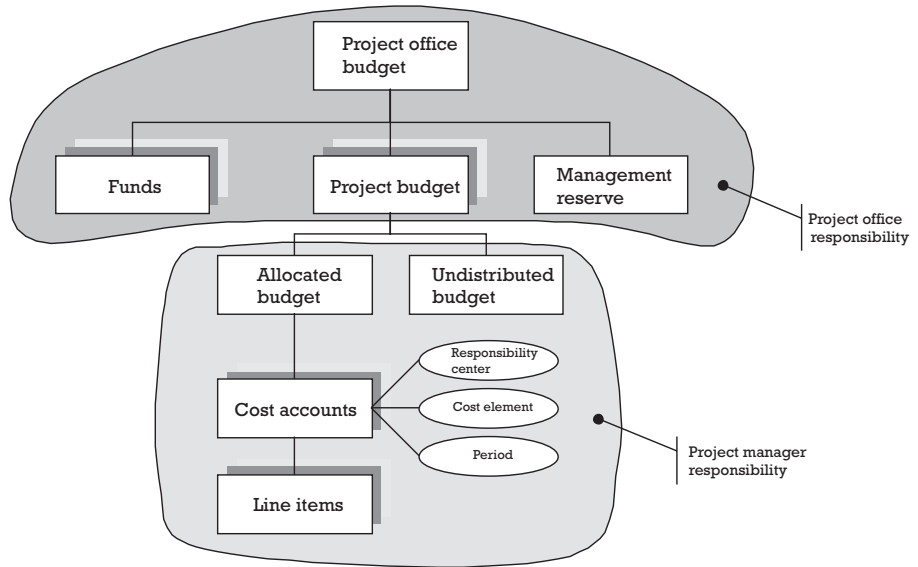 Project office
budget
Funds
Project budget
Management
reserve
Project office
responsibility
Allocated
budget
Undistributed
budget
Responsibility
center
Cost accounts
Cost element
Period
Project manager
responsibility
Line items